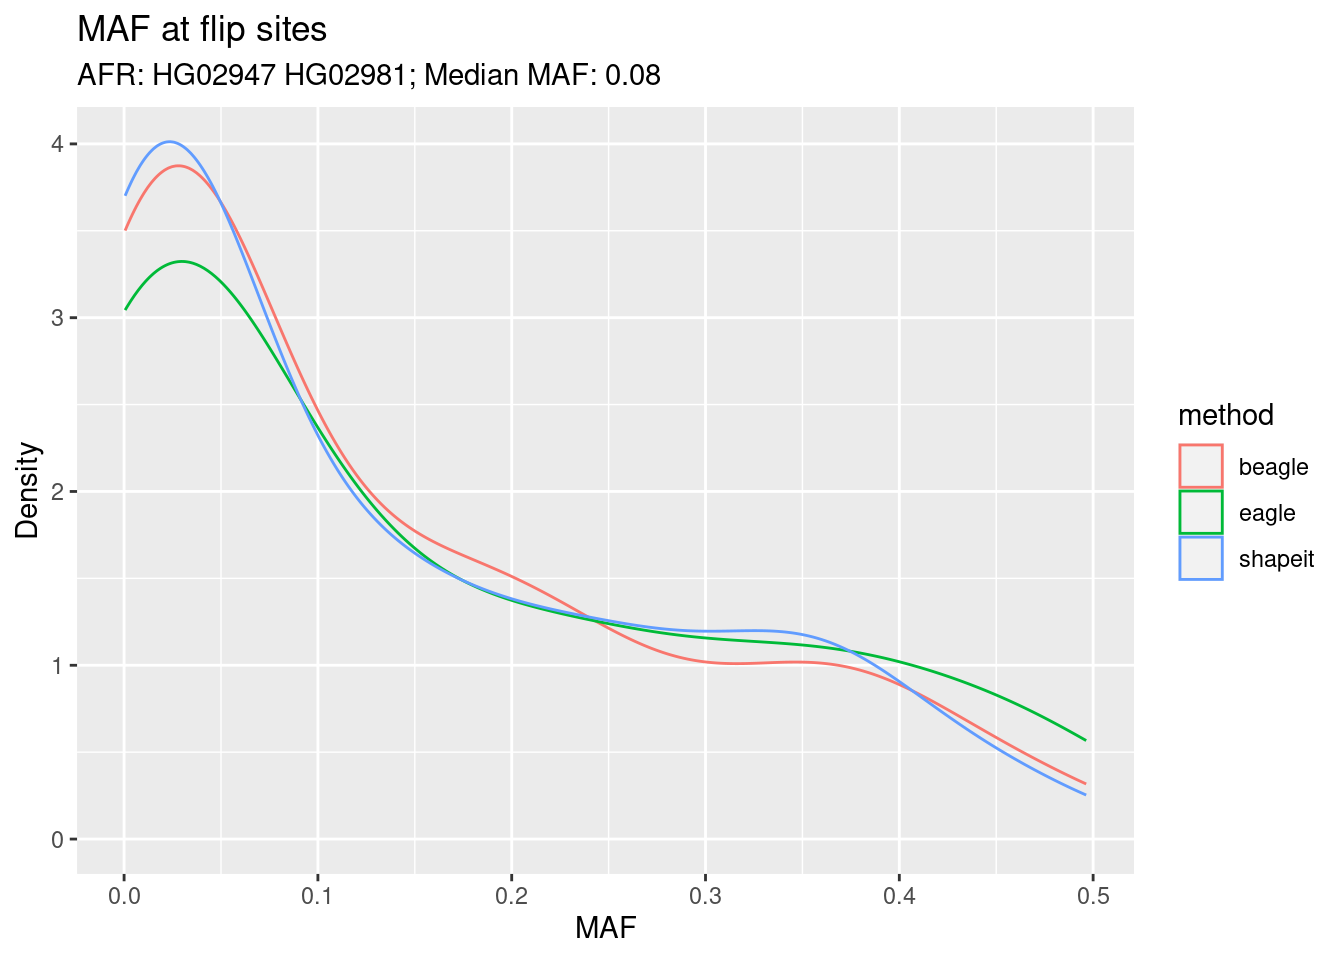 MAF at flip sites
AFR: HG02947 HG02981; Median MAF: 0.08
4
3
2
1
0
Density
0.0 0.1 0.2 0.3 0.4 0.5
MAF
method
beagle
eagle
shapeit